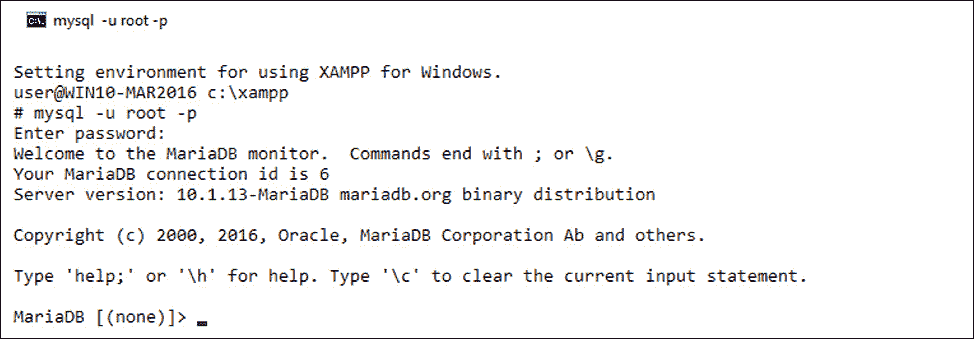 mysql -u root -p
Setting environment for using XAMPP for Windows.
user@WIN10-MAR2016 c:\xampp
# mysql -u root -p
Enter password:
Welcome to the MariaDB monitor.  Commands end with ; or \g.
Your MariaDB connection id is 6
Server version: 10.1.13-MariaDB mariadb.org binary distribution
Copyright (c) 2000, 2016, Oracle, MariaDB Corporation Ab and others.
Type 'help;' or '\h' for help. Type '\c' to clear the current input statement.
MariaDB [(none)]> _